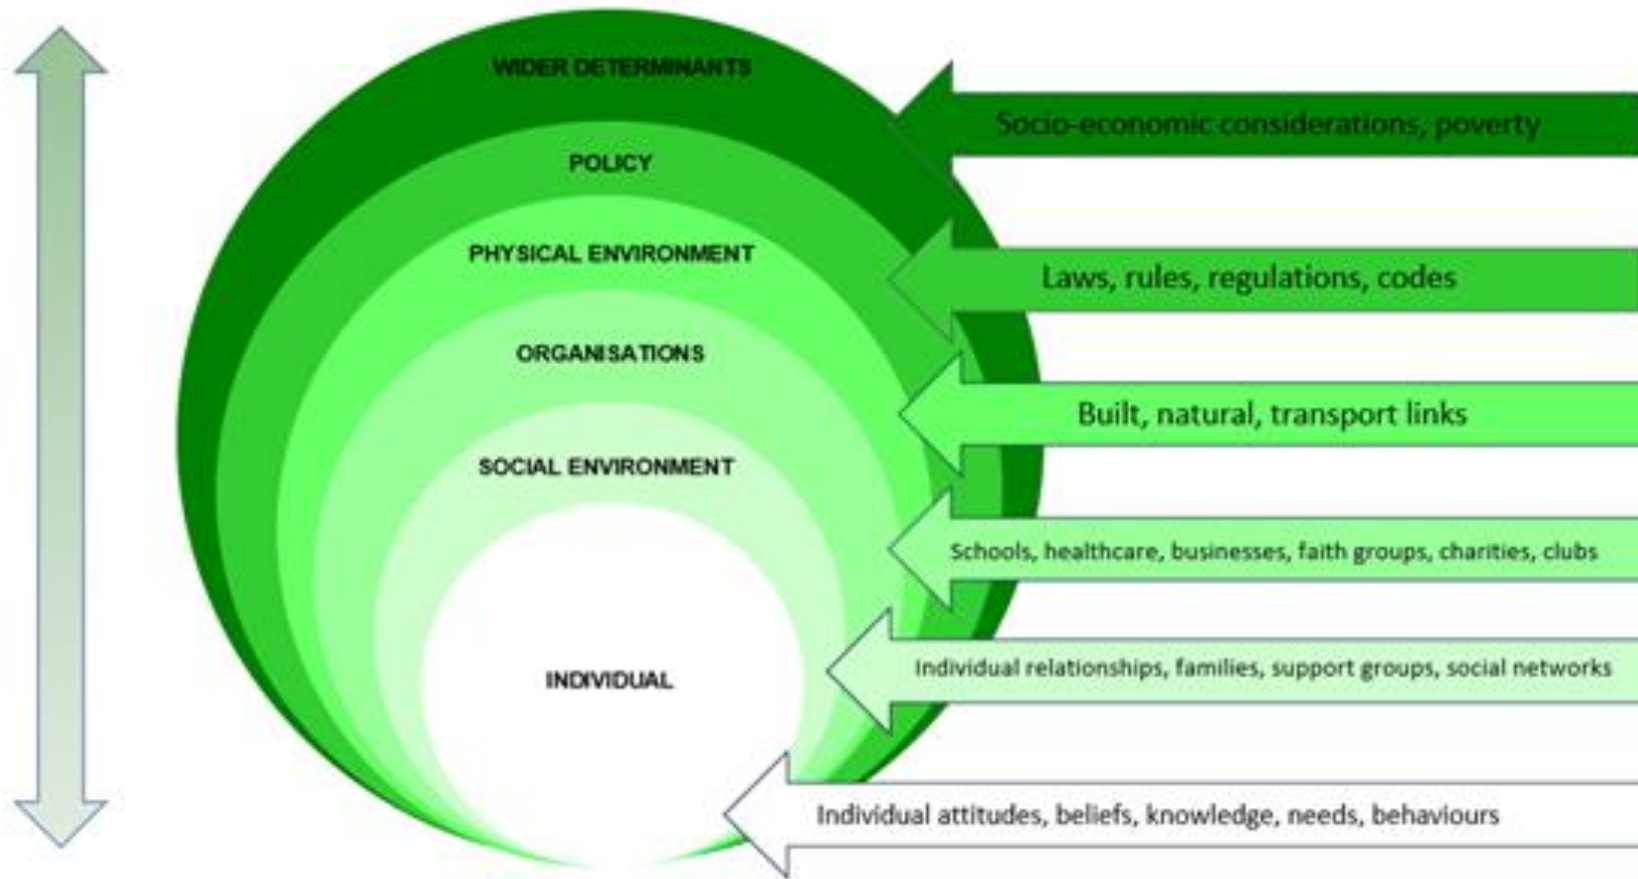 WIDER DETERMINANTS
Socio-economic considerations, poverty
POLICY
Laws, rules, regulations, codes
PHYSICAL ENVIRONMENT
Built, natural, transport links
ORGANISATIONS
Schools, healthcare, businesses, faith groups, charities, clubs
SOCIAL ENVIRONMENT
Individual relationships, families, support groups, social networks
INDIVIDUAL
Individual attitudes, beliefs, knowledge, needs, behaviours